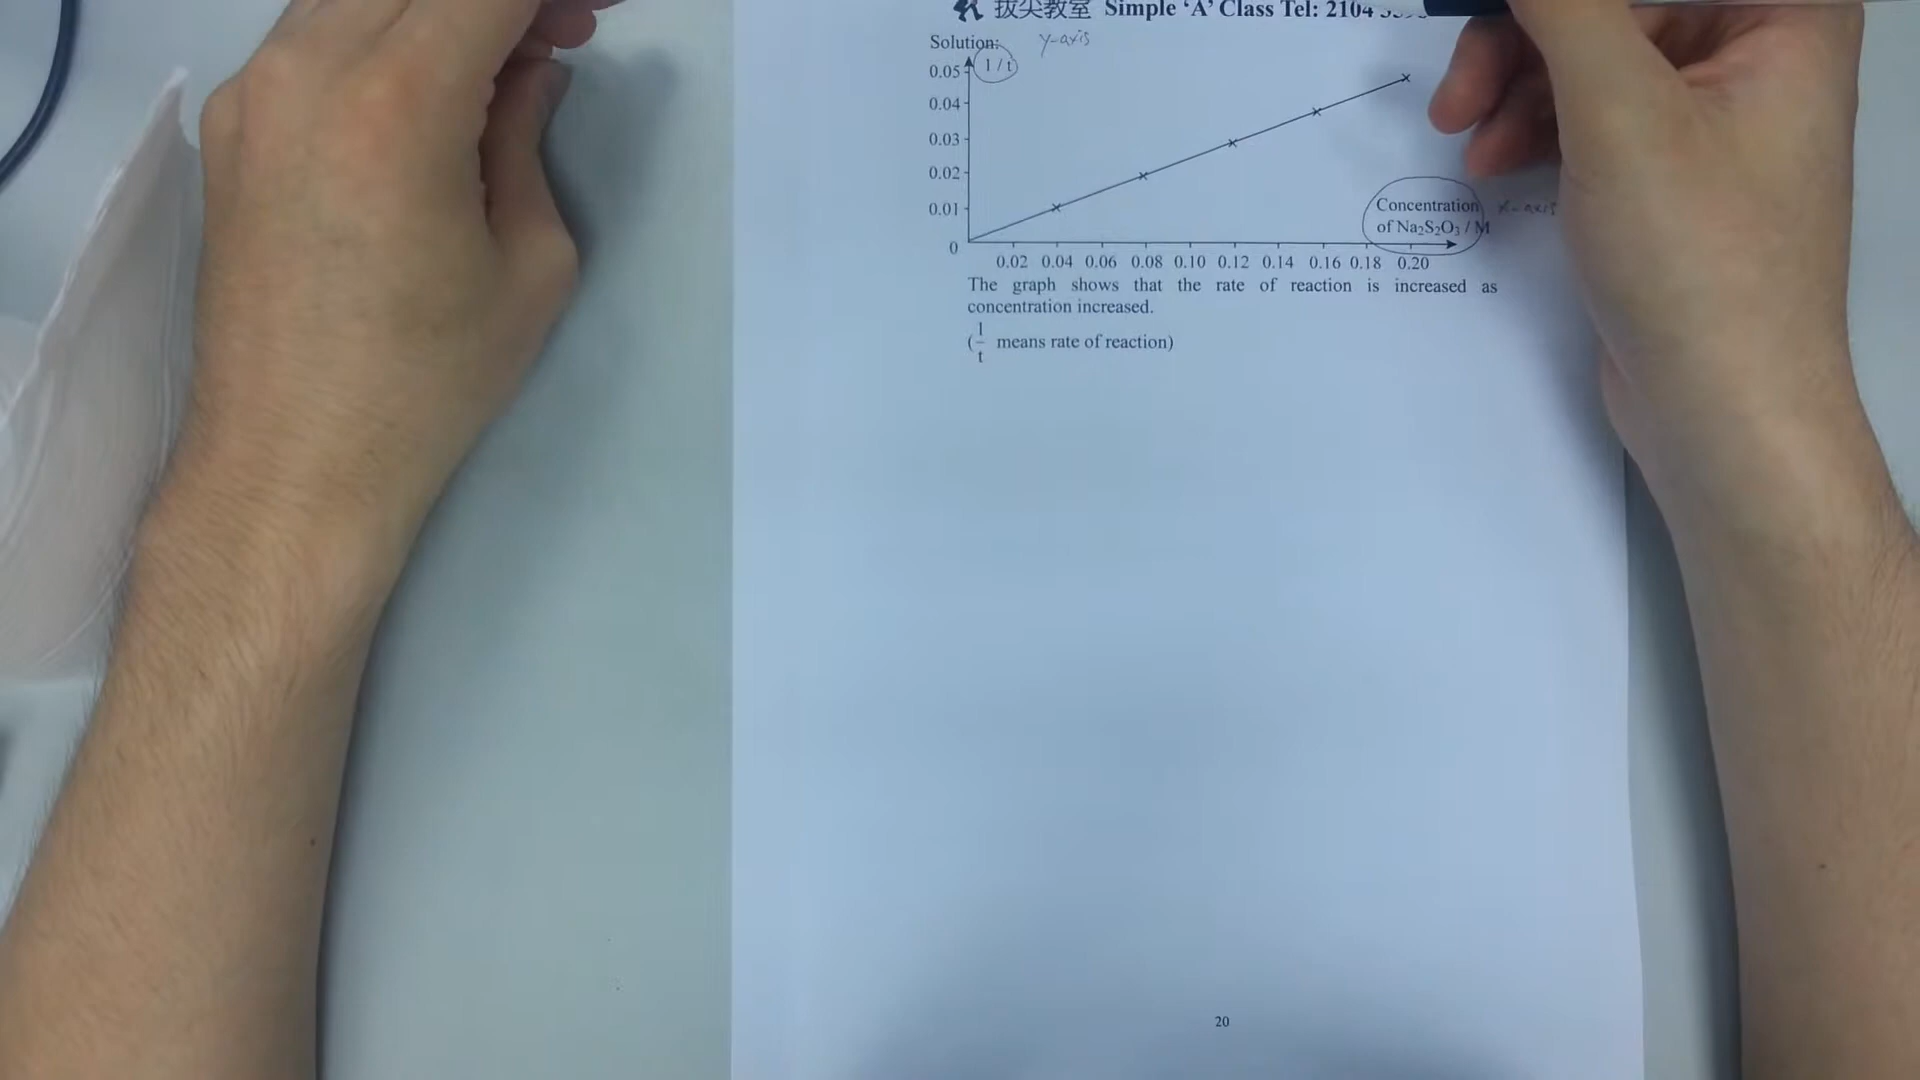 拔尖教室 Simple ‘A’ Class Tel: 2104
Solution: y-axis
1 / t
0.05
0.04
0.03
0.02
0.01
0
Concentration x-axis
of Na₂S₂O₃ / M
0.02 0.04 0.06 0.08 0.10 0.12 0.14 0.16 0.18 0.20
The graph shows that the rate of reaction is increased as
concentration increased.
(1/t means rate of reaction)
20